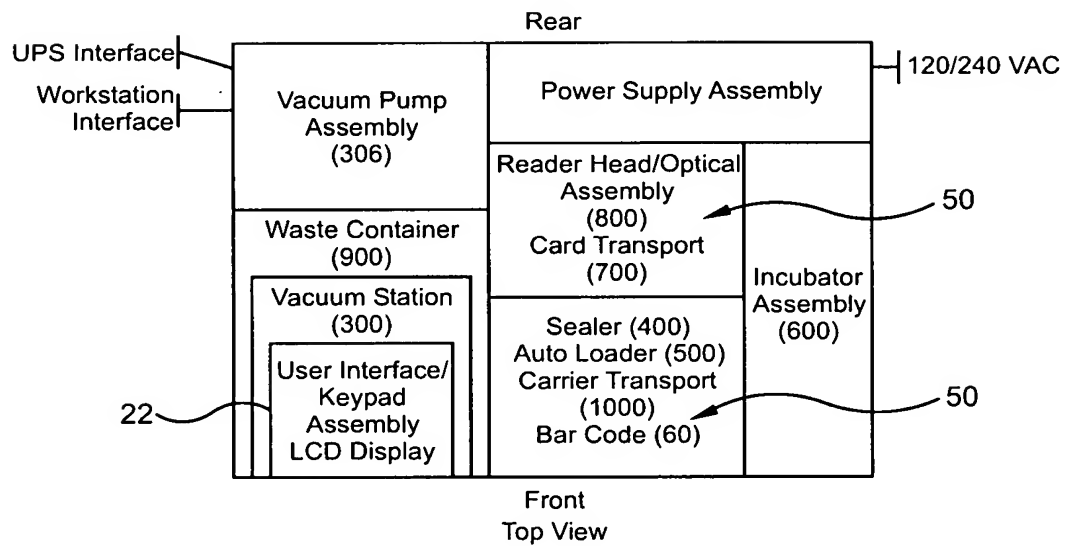 Rear
UPS Interface
Workstation
Interface
120/240 VAC
Vacuum Pump
Assembly
(306)
Power Supply Assembly
Reader Head/Optical
Assembly
(800)
Card Transport
(700)
50
Waste Container
(900)
Vacuum Station
(300)
User Interface/
Keypad
Assembly
LCD Display
22
Incubator
Assembly
(600)
Sealer (400)
Auto Loader (500)
Carrier Transport
(1000)
Bar Code (60)
50
Front
Top View